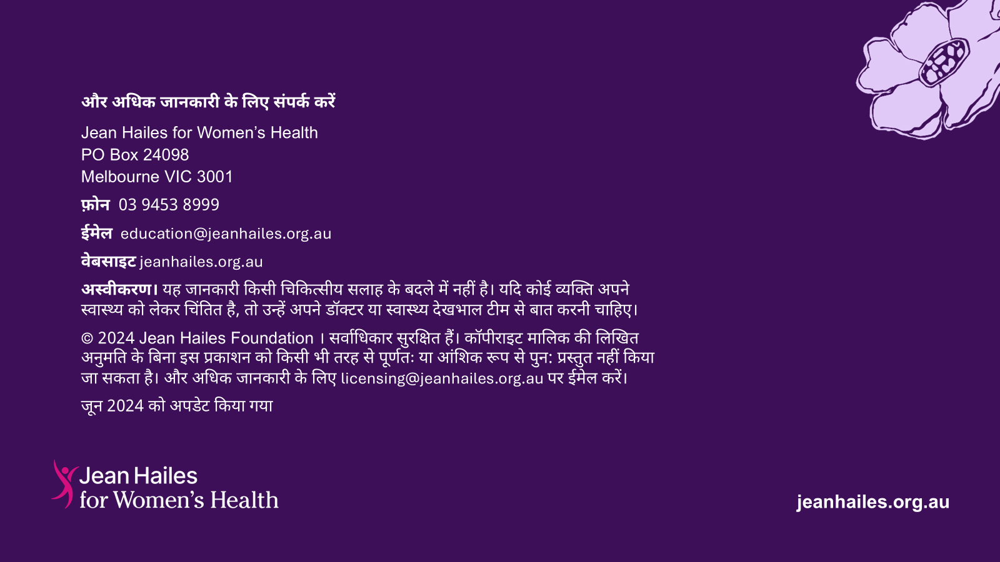 और अधिक जानकारी के लिए संपर्क करें
Jean Hailes for Women’s Health
PO Box 24098
Melbourne VIC 3001
फ़ोन 03 9453 8999
ईमेल education@jeanhailes.org.au
वेबसाइट jeanhailes.org.au
अस्वीकरण। यह जानकारी किसी चिकित्सीय सलाह के बदले में नहीं है। यदि कोई व्यक्ति अपने
स्वास्थ्य को लेकर चिंतित है, तो उन्हें अपने डॉक्टर या स्वास्थ्य देखभाल टीम से बात करनी चाहिए।
© 2024 Jean Hailes Foundation । सर्वाधिकार सुरक्षित हैं। कॉपीराइट मालिक की लिखित
अनुमति के बिना इस प्रकाशन को किसी भी तरह से पूर्णतः या आंशिक रूप से पुन: प्रस्तुत नहीं किया
जा सकता है। और अधिक जानकारी के लिए licensing@jeanhailes.org.au पर ईमेल करें।
जून 2024 को अपडेट किया गया
Jean Hailes
for Women’s Health
jeanhailes.org.au